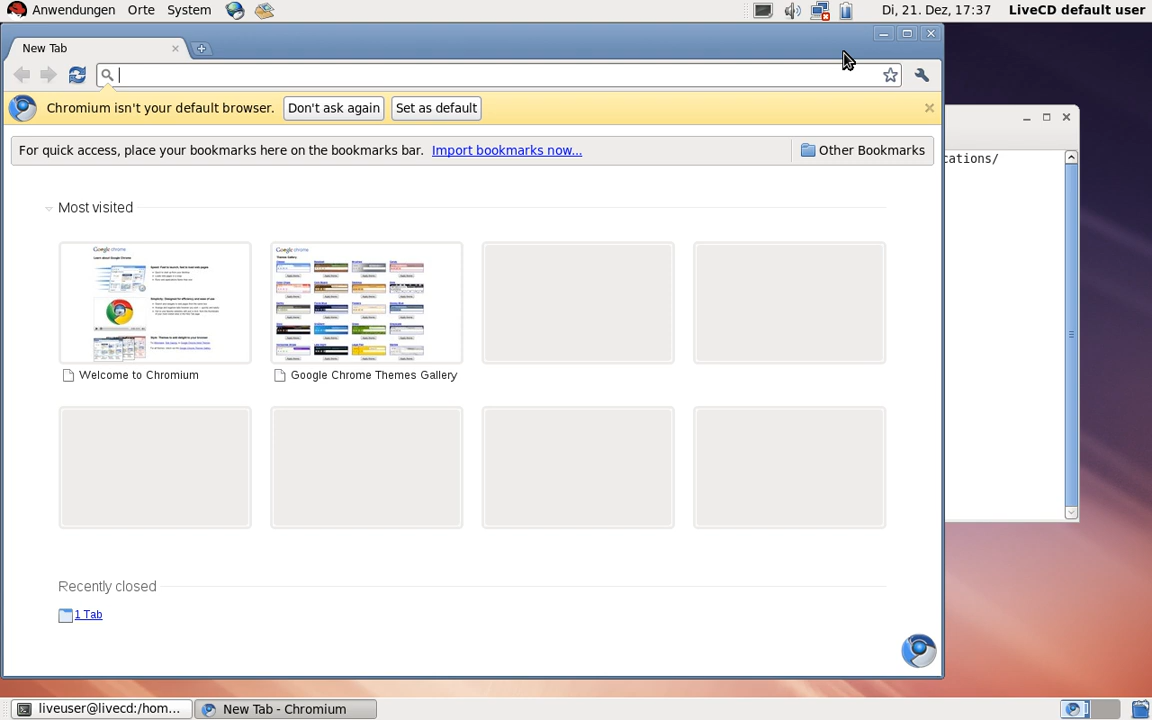 Anwendungen Orte System
Di, 21. Dez, 17:37 LiveCD default user
New Tab
Chromium isn't your default browser. Don't ask again Set as default
For quick access, place your bookmarks here on the bookmarks bar. Import bookmarks now... Other Bookmarks
cations/
Most visited
Welcome to Chromium
Google Chrome Themes Gallery
Recently closed
1 Tab
liveuser@livecd:/hom... New Tab - Chromium